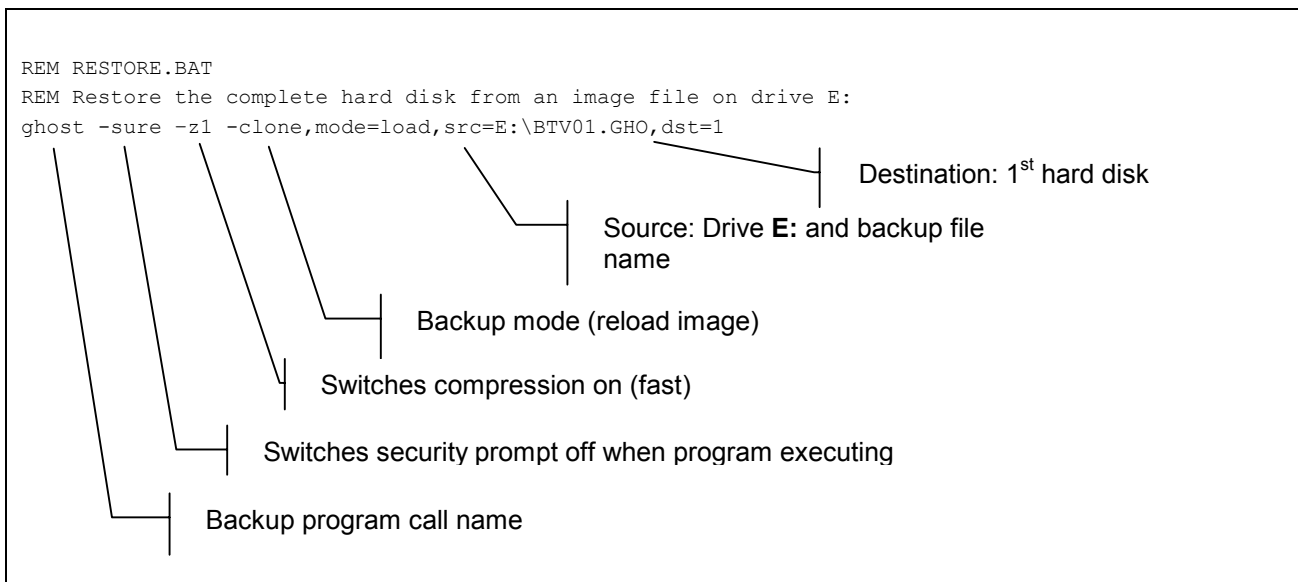 REM RESTORE.BAT
REM Restore the complete hard disk from an image file on drive E:
ghost -sure –z1 -clone,mode=load,src=E:\BTV01.GHO,dst=1
Destination: 1st hard disk
Source: Drive E: and backup file
name
Backup mode (reload image)
Switches compression on (fast)
Switches security prompt off when program executing
Backup program call name